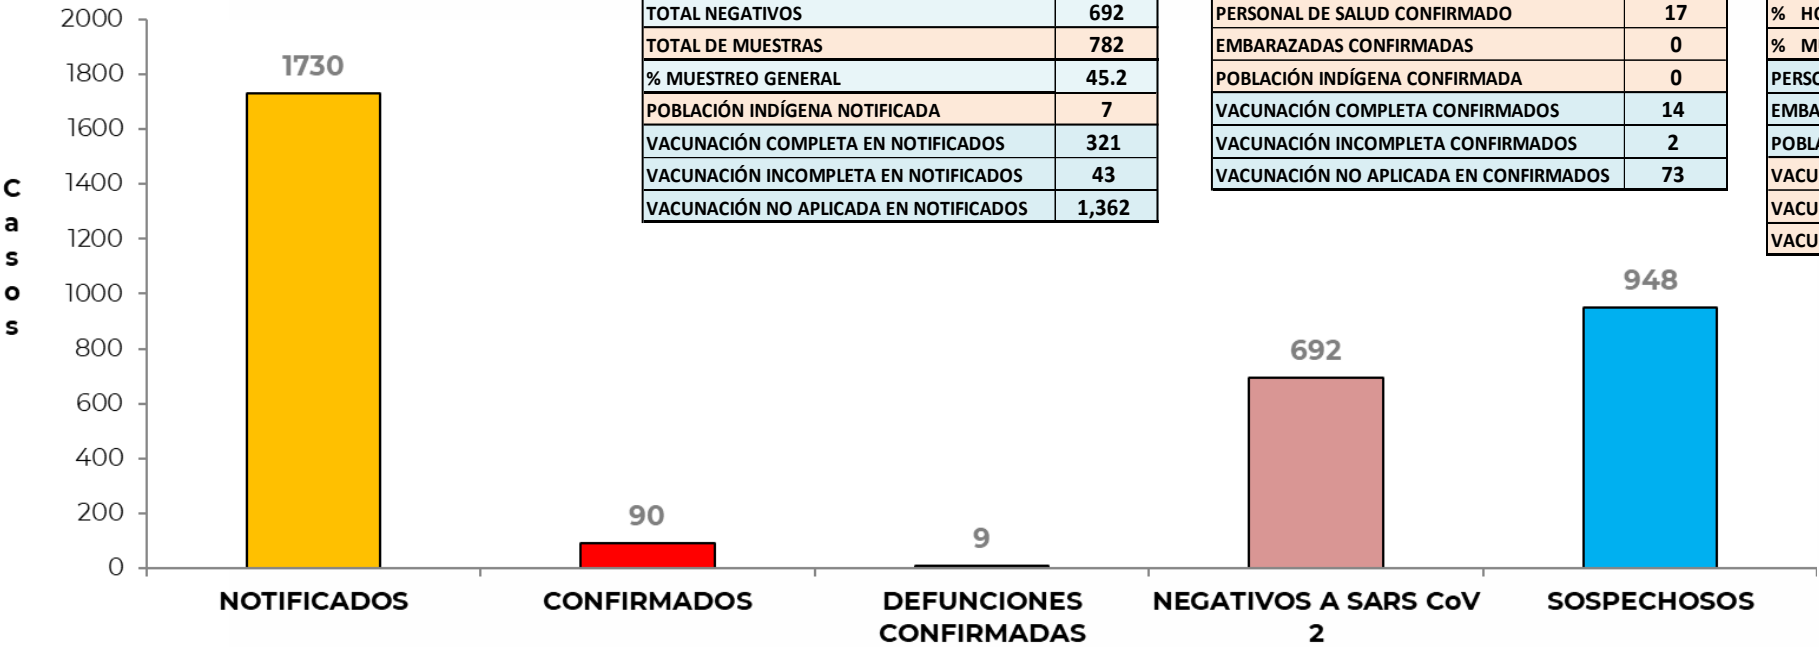 TOTAL NEGATIVOS 692
TOTAL DE MUESTRAS 782
% MUESTREO GENERAL 45.2
POBLACIÓN INDÍGENA NOTIFICADA 7
VACUNACIÓN COMPLETA EN NOTIFICADOS 321
VACUNACIÓN INCOMPLETA EN NOTIFICADOS 43
VACUNACIÓN NO APLICADA EN NOTIFICADOS 1,362
PERSONAL DE SALUD CONFIRMADO 17
EMBARAZADAS CONFIRMADAS 0
POBLACIÓN INDÍGENA CONFIRMADA 0
VACUNACIÓN COMPLETA CONFIRMADOS 14
VACUNACIÓN INCOMPLETA CONFIRMADOS 2
VACUNACIÓN NO APLICADA EN CONFIRMADOS 73
%
%
Casos
2000
1800
1600
1400
1200
1000
800
600
400
200
0
1730
90
9
692
948
NOTIFICADOS
CONFIRMADOS
DEFUNCIONES
CONFIRMADAS
NEGATIVOS A SARS CoV
2
SOSPECHOSOS